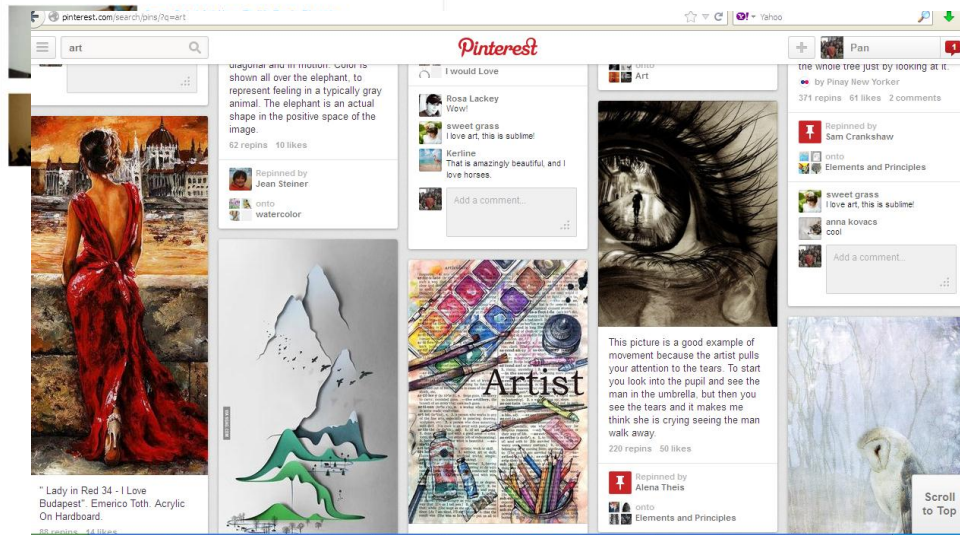 pinterest.com/search/pins/?q=art
Yahoo
art
Pinterest
Pan
1
" Lady in Red 34 - I Love
Budapest". Emerico Toth. Acrylic
On Hardboard.
88 repins 14 likes
diagonal and in motion. Color is
shown all over the elephant, to
represent feeling in a typically gray
animal. The elephant is an actual
shape in the positive space of the
image.
62 repins 10 likes
Repinned by
Jean Steiner
onto
watercolor
I would Love
Rosa Lackey
Wow!
sweet grass
I love art, this is sublime!
Kerline
That is amazingly beautiful, and I
love horses.
Add a comment...
Artist
onto
Art
This picture is a good example of
movement because the artist pulls
your attention to the tears. To start
you look into the pupil and see the
man in the umbrella, but then you
see the tears and it makes me
think she is crying seeing the man
walk away.
220 repins 50 likes
Repinned by
Alena Theis
onto
Elements and Principles
the whole tree just by looking at it.
by Pinay New Yorker
371 repins 61 likes 2 comments
Repinned by
Sam Crankshaw
onto
Elements and Principles
sweet grass
I love art, this is sublime!
anna kovacs
cool
Add a comment...
Scroll
to Top